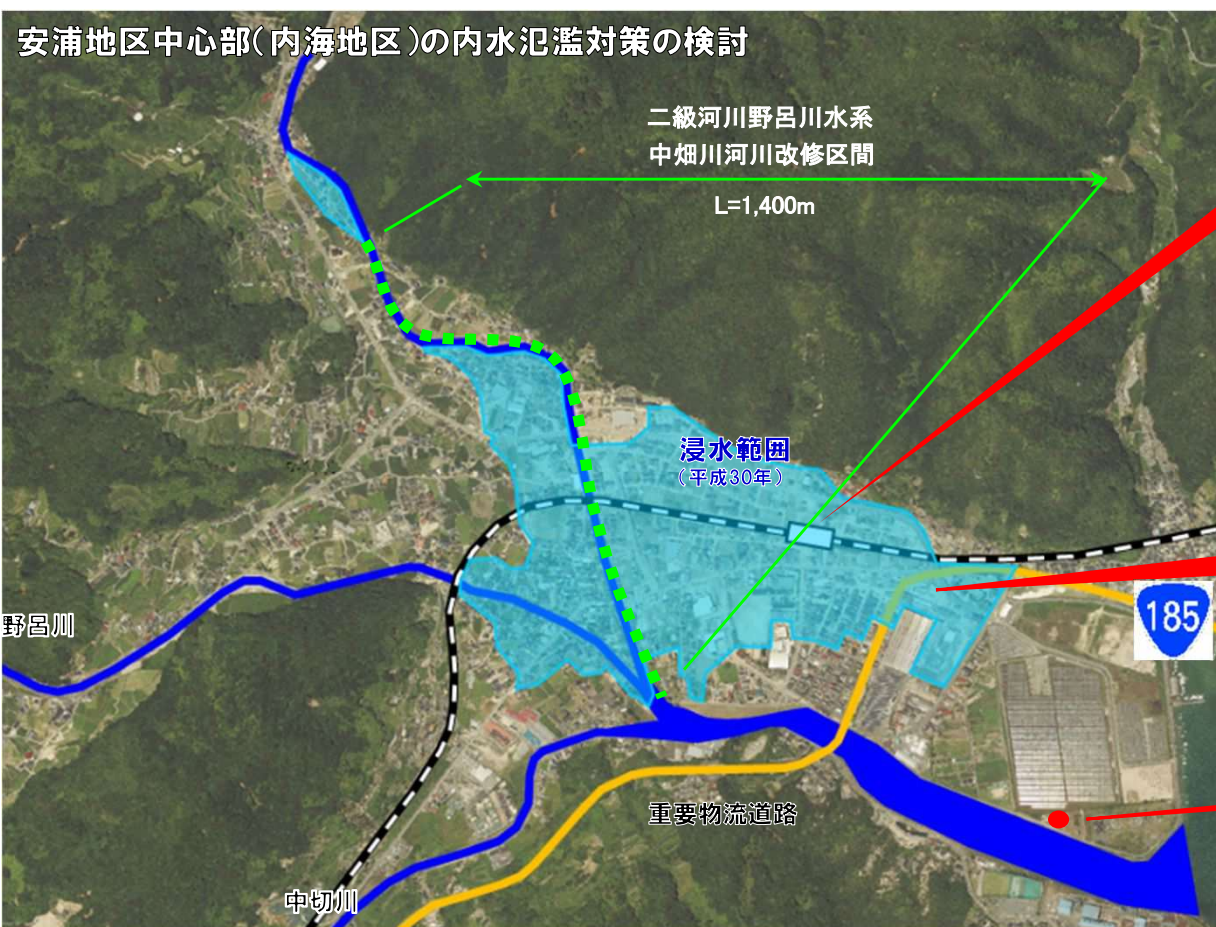 安浦地区中心部(内海地区)の内水氾濫対策の検討
二級河川野呂川水系
中畑川河川改修区間
L=1,400m
浸水範囲
(平成30年)
野呂川
185
重要物流道路
中切川